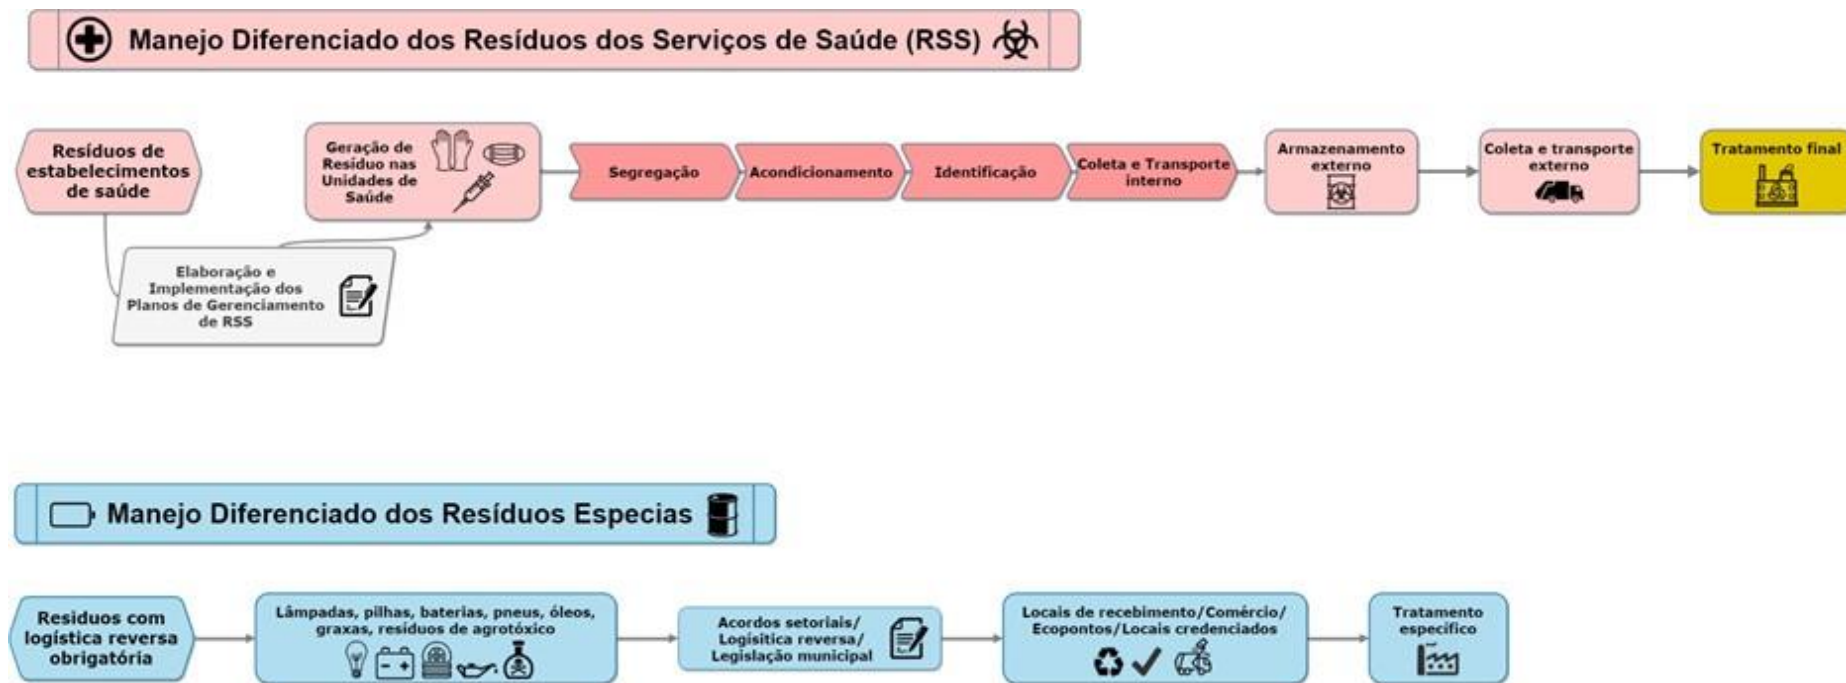 Manejo Diferenciado dos Resíduos dos Serviços de Saúde (RSS)
Resíduos de
estabelecimentos
de saúde
Elaboração e
Implementação dos
Planos de Gerenciamento
de RSS
Geração de
Resíduo nas
Unidades de
Saúde
Segregação
Acondicionamento
Identificação
Coleta e Transporte
interno
Armazenamento
externo
Coleta e transporte
externo
Tratamento final
Manejo Diferenciado dos Resíduos Especias
Residuos com
logística reversa
obrigatória
Lâmpadas, pilhas, baterias, pneus, óleos,
graxas, resíduos de agrotóxico
Acordos setoriais/
Logísitica reversa/
Legislação municipal
Locais de recebimento/Comércio/
Ecopontos/Locais credenciados
Tratamento
específico